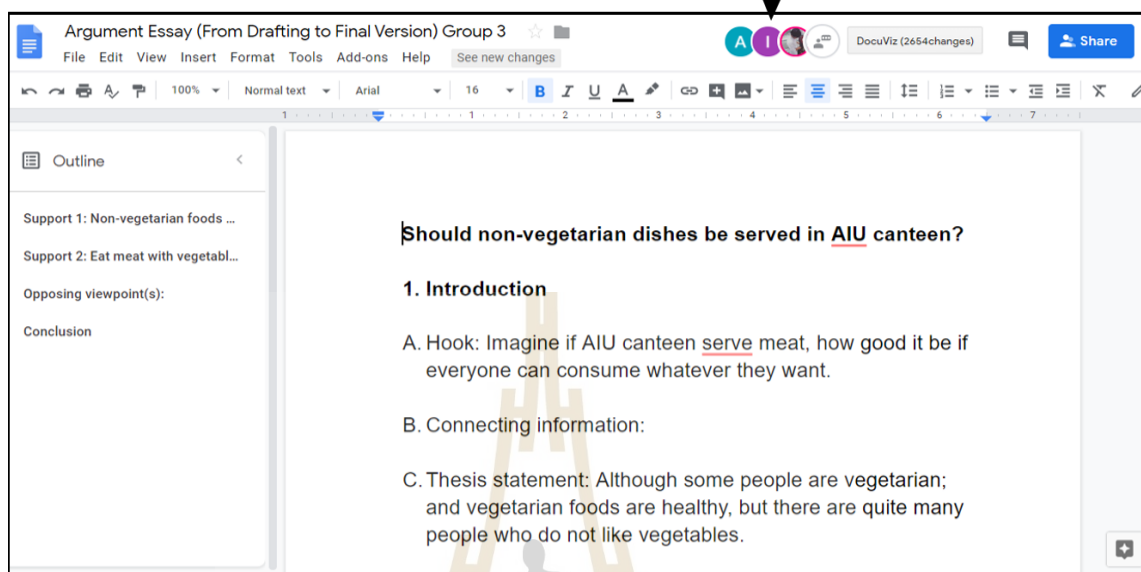 Argument Essay (From Drafting to Final Version) Group 3
A I
DocuViz (2654changes)
Share
File Edit View Insert Format Tools Add-ons Help See new changes
100% Normal text Arial 16 B I U A
1 1 2 3 4 5 6 7
Outline
Support 1: Non-vegetarian foods ...
Support 2: Eat meat with vegetabl...
Opposing viewpoint(s):
Conclusion
Should non-vegetarian dishes be served in AIU canteen?
1. Introduction
A. Hook: Imagine if AIU canteen serve meat, how good it be if
everyone can consume whatever they want.
B. Connecting information:
C. Thesis statement: Although some people are vegetarian;
and vegetarian foods are healthy, but there are quite many
people who do not like vegetables.